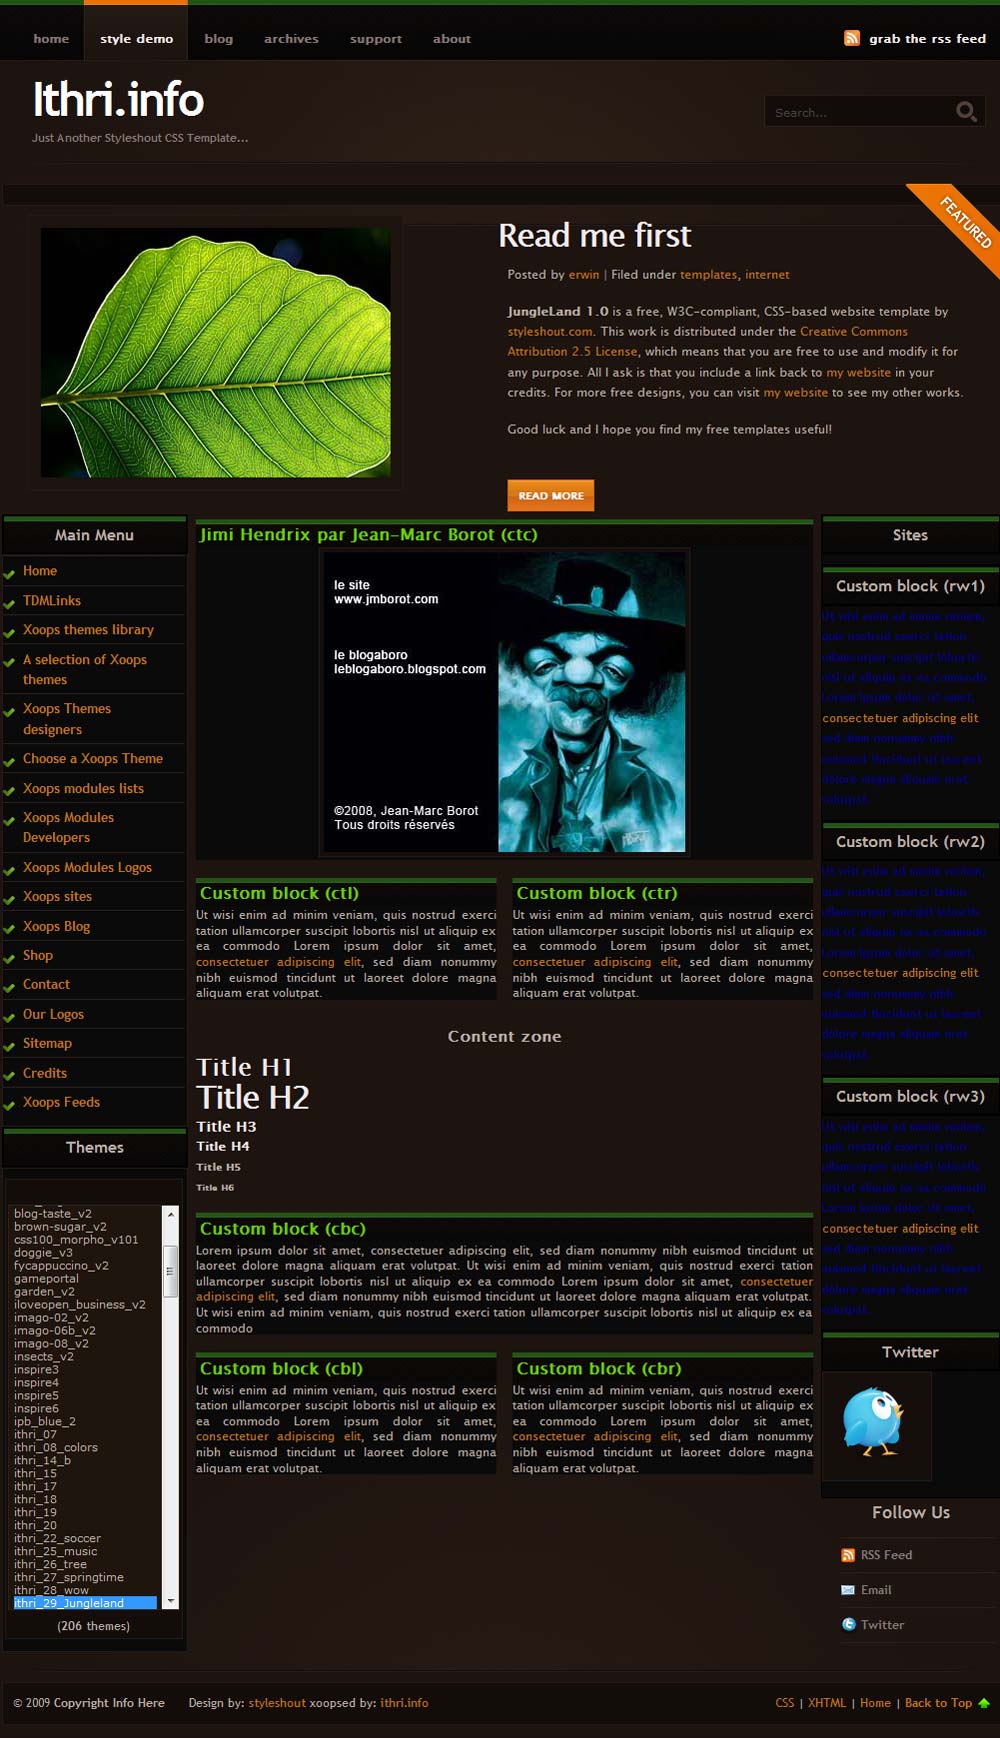 home style demo blog archives support about grab the rss feed
Ithri.info
Just Another Styleshout CSS Template...
Search...
FEATURED
Read me first
Posted by erwin | Filed under templates, internet
JungleLand 1.0 is a free, W3C-compliant, CSS-based website template by
styleshout.com. This work is distributed under the Creative Commons
Attribution 2.5 License, which means that you are free to use and modify it for
any purpose. All I ask is that you include a link back to my website in your
credits. For more free designs, you can visit my website to see my other works.
Good luck and I hope you find my free templates useful!
READ MORE
Main Menu
Home
TDMLinks
Xoops themes library
A selection of Xoops
themes
Xoops Themes
designers
Choose a Xoops Theme
Xoops modules lists
Xoops Modules
Developers
Xoops Modules Logos
Xoops sites
Xoops Blog
Shop
Contact
Our Logos
Sitemap
Credits
Xoops Feeds
Themes
blog-taste_v2
brown-sugar_v2
css100_morpho_v101
doggie_v3
fycappuccino_v2
gameportal
garden_v2
iloveopen_business_v2
imago-02_v2
imago-06b_v2
imago-08_v2
insects_v2
inspire3
inspire4
inspire5
inspire6
ipb_blue_2
ithri_07
ithri_08_colors
ithri_14_b
ithri_15
ithri_17
ithri_18
ithri_19
ithri_20
ithri_22_soccer
ithri_25_music
ithri_26_tree
ithri_27_springtime
ithri_28_wow
ithri_29_Jungleland
(206 themes)
Jimi Hendrix par Jean-Marc Borot (ctc)
le site
www.jmborot.com
le blogaboro
leblogaboro.blogspot.com
©2008, Jean-Marc Borot
Tous droits réservés
Custom block (ctl)
Ut wisi enim ad minim veniam, quis nostrud exerci
tation ullamcorper suscipit lobortis nisl ut aliquip ex
ea commodo Lorem ipsum dolor sit amet,
consectetuer adipiscing elit, sed diam nonummy
nibh euismod tincidunt ut laoreet dolore magna
aliquam erat volutpat.
Custom block (ctr)
Ut wisi enim ad minim veniam, quis nostrud exerci
tation ullamcorper suscipit lobortis nisl ut aliquip ex
ea commodo Lorem ipsum dolor sit amet,
consectetuer adipiscing elit, sed diam nonummy
nibh euismod tincidunt ut laoreet dolore magna
aliquam erat volutpat.
Content zone
Title H1
Title H2
Title H3
Title H4
Title H5
Title H6
Custom block (cbc)
Lorem ipsum dolor sit amet, consectetuer adipiscing elit, sed diam nonummy nibh euismod tincidunt ut
laoreet dolore magna aliquam erat volutpat. Ut wisi enim ad minim veniam, quis nostrud exerci tation
ullamcorper suscipit lobortis nisl ut aliquip ex ea commodo Lorem ipsum dolor sit amet, consectetuer
adipiscing elit, sed diam nonummy nibh euismod tincidunt ut laoreet dolore magna aliquam erat volutpat.
Ut wisi enim ad minim veniam, quis nostrud exerci tation ullamcorper suscipit lobortis nisl ut aliquip ex ea
commodo
Custom block (cbl)
Ut wisi enim ad minim veniam, quis nostrud exerci
tation ullamcorper suscipit lobortis nisl ut aliquip ex
ea commodo Lorem ipsum dolor sit amet,
consectetuer adipiscing elit, sed diam nonummy
nibh euismod tincidunt ut laoreet dolore magna
aliquam erat volutpat.
Custom block (cbr)
Ut wisi enim ad minim veniam, quis nostrud exerci
tation ullamcorper suscipit lobortis nisl ut aliquip ex
ea commodo Lorem ipsum dolor sit amet,
consectetuer adipiscing elit, sed diam nonummy
nibh euismod tincidunt ut laoreet dolore magna
aliquam erat volutpat.
Sites
Custom block (rw1)
Ut wisi enim ad minim veniam,
quis nostrud exerci tation
ullamcorper suscipit lobortis
nisl ut aliquip ex ea commodo
Lorem ipsum dolor sit amet,
consectetuer adipiscing elit
sed diam nonummy nibh
euismod tincidunt ut laoreet
dolore magna aliquam erat
volutpat.
Custom block (rw2)
Ut wisi enim ad minim veniam,
quis nostrud exerci tation
ullamcorper suscipit lobortis
nisl ut aliquip ex ea commodo
Lorem ipsum dolor sit amet,
consectetuer adipiscing elit
sed diam nonummy nibh
euismod tincidunt ut laoreet
dolore magna aliquam erat
volutpat.
Custom block (rw3)
Ut wisi enim ad minim veniam,
quis nostrud exerci tation
ullamcorper suscipit lobortis
nisl ut aliquip ex ea commodo
Lorem ipsum dolor sit amet,
consectetuer adipiscing elit
sed diam nonummy nibh
euismod tincidunt ut laoreet
dolore magna aliquam erat
volutpat.
Twitter
Follow Us
RSS Feed
Email
Twitter
© 2009 Copyright Info Here Design by: styleshout xoopsed by: ithri.info
CSS | XHTML | Home | Back to Top